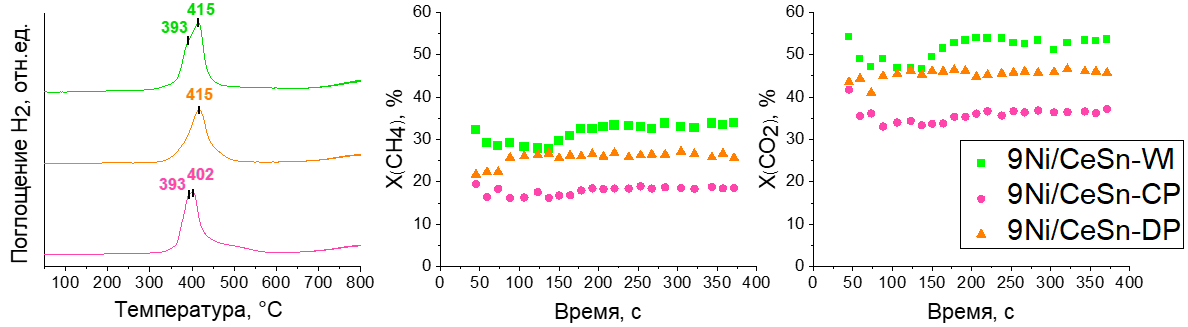 415
393
415
393 402
Поглощение H2, отн.ед.
100 200 300 400 500 600 700 800
Температура, °C
60
50
40
30
20
10
0
X(CH4), %
0 50 100 150 200 250 300 350 400
Время, с
60
50
40
30
20
10
0
X(CO2), %
0 50 100 150 200 250 300 350 400
Время, с
9Ni/CeSn-WI
9Ni/CeSn-CP
9Ni/CeSn-DP